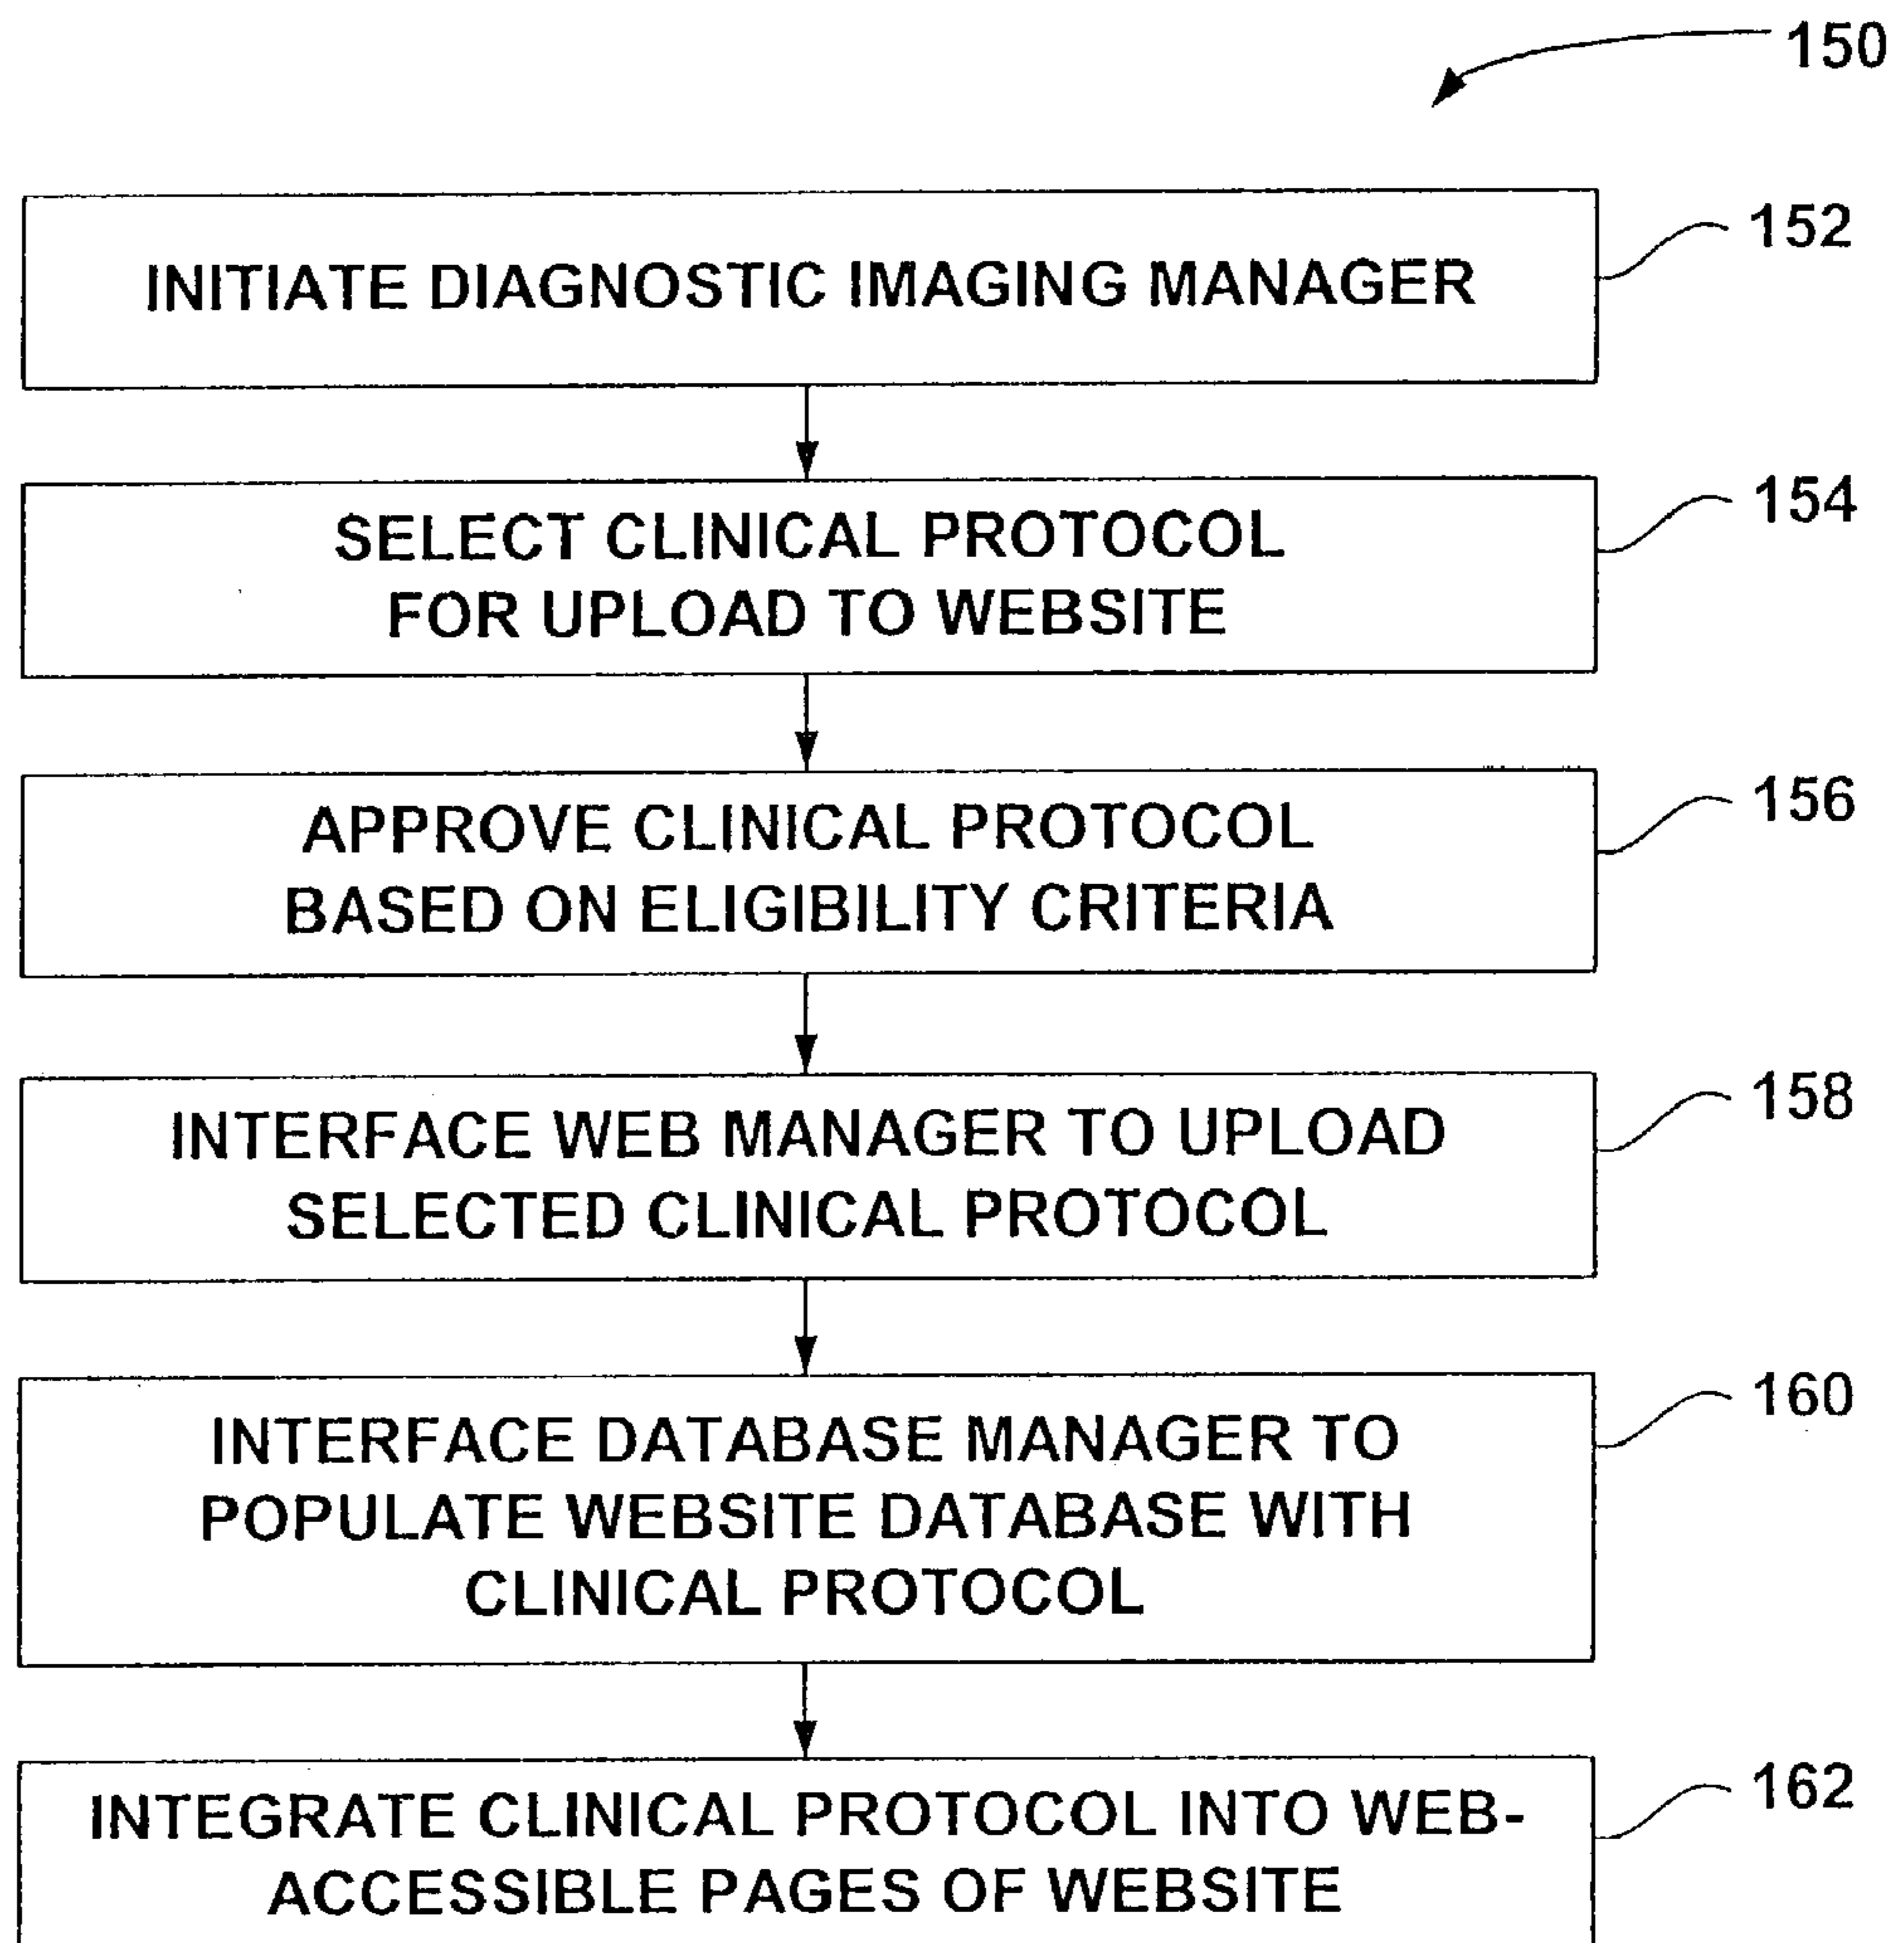 150
INITIATE DIAGNOSTIC IMAGING MANAGER
152
SELECT CLINICAL PROTOCOL
FOR UPLOAD TO WEBSITE
154
APPROVE CLINICAL PROTOCOL
BASED ON ELIGIBILITY CRITERIA
156
INTERFACE WEB MANAGER TO UPLOAD
SELECTED CLINICAL PROTOCOL
158
INTERFACE DATABASE MANAGER TO
POPULATE WEBSITE DATABASE WITH
CLINICAL PROTOCOL
160
INTEGRATE CLINICAL PROTOCOL INTO WEB-
ACCESSIBLE PAGES OF WEBSITE
162